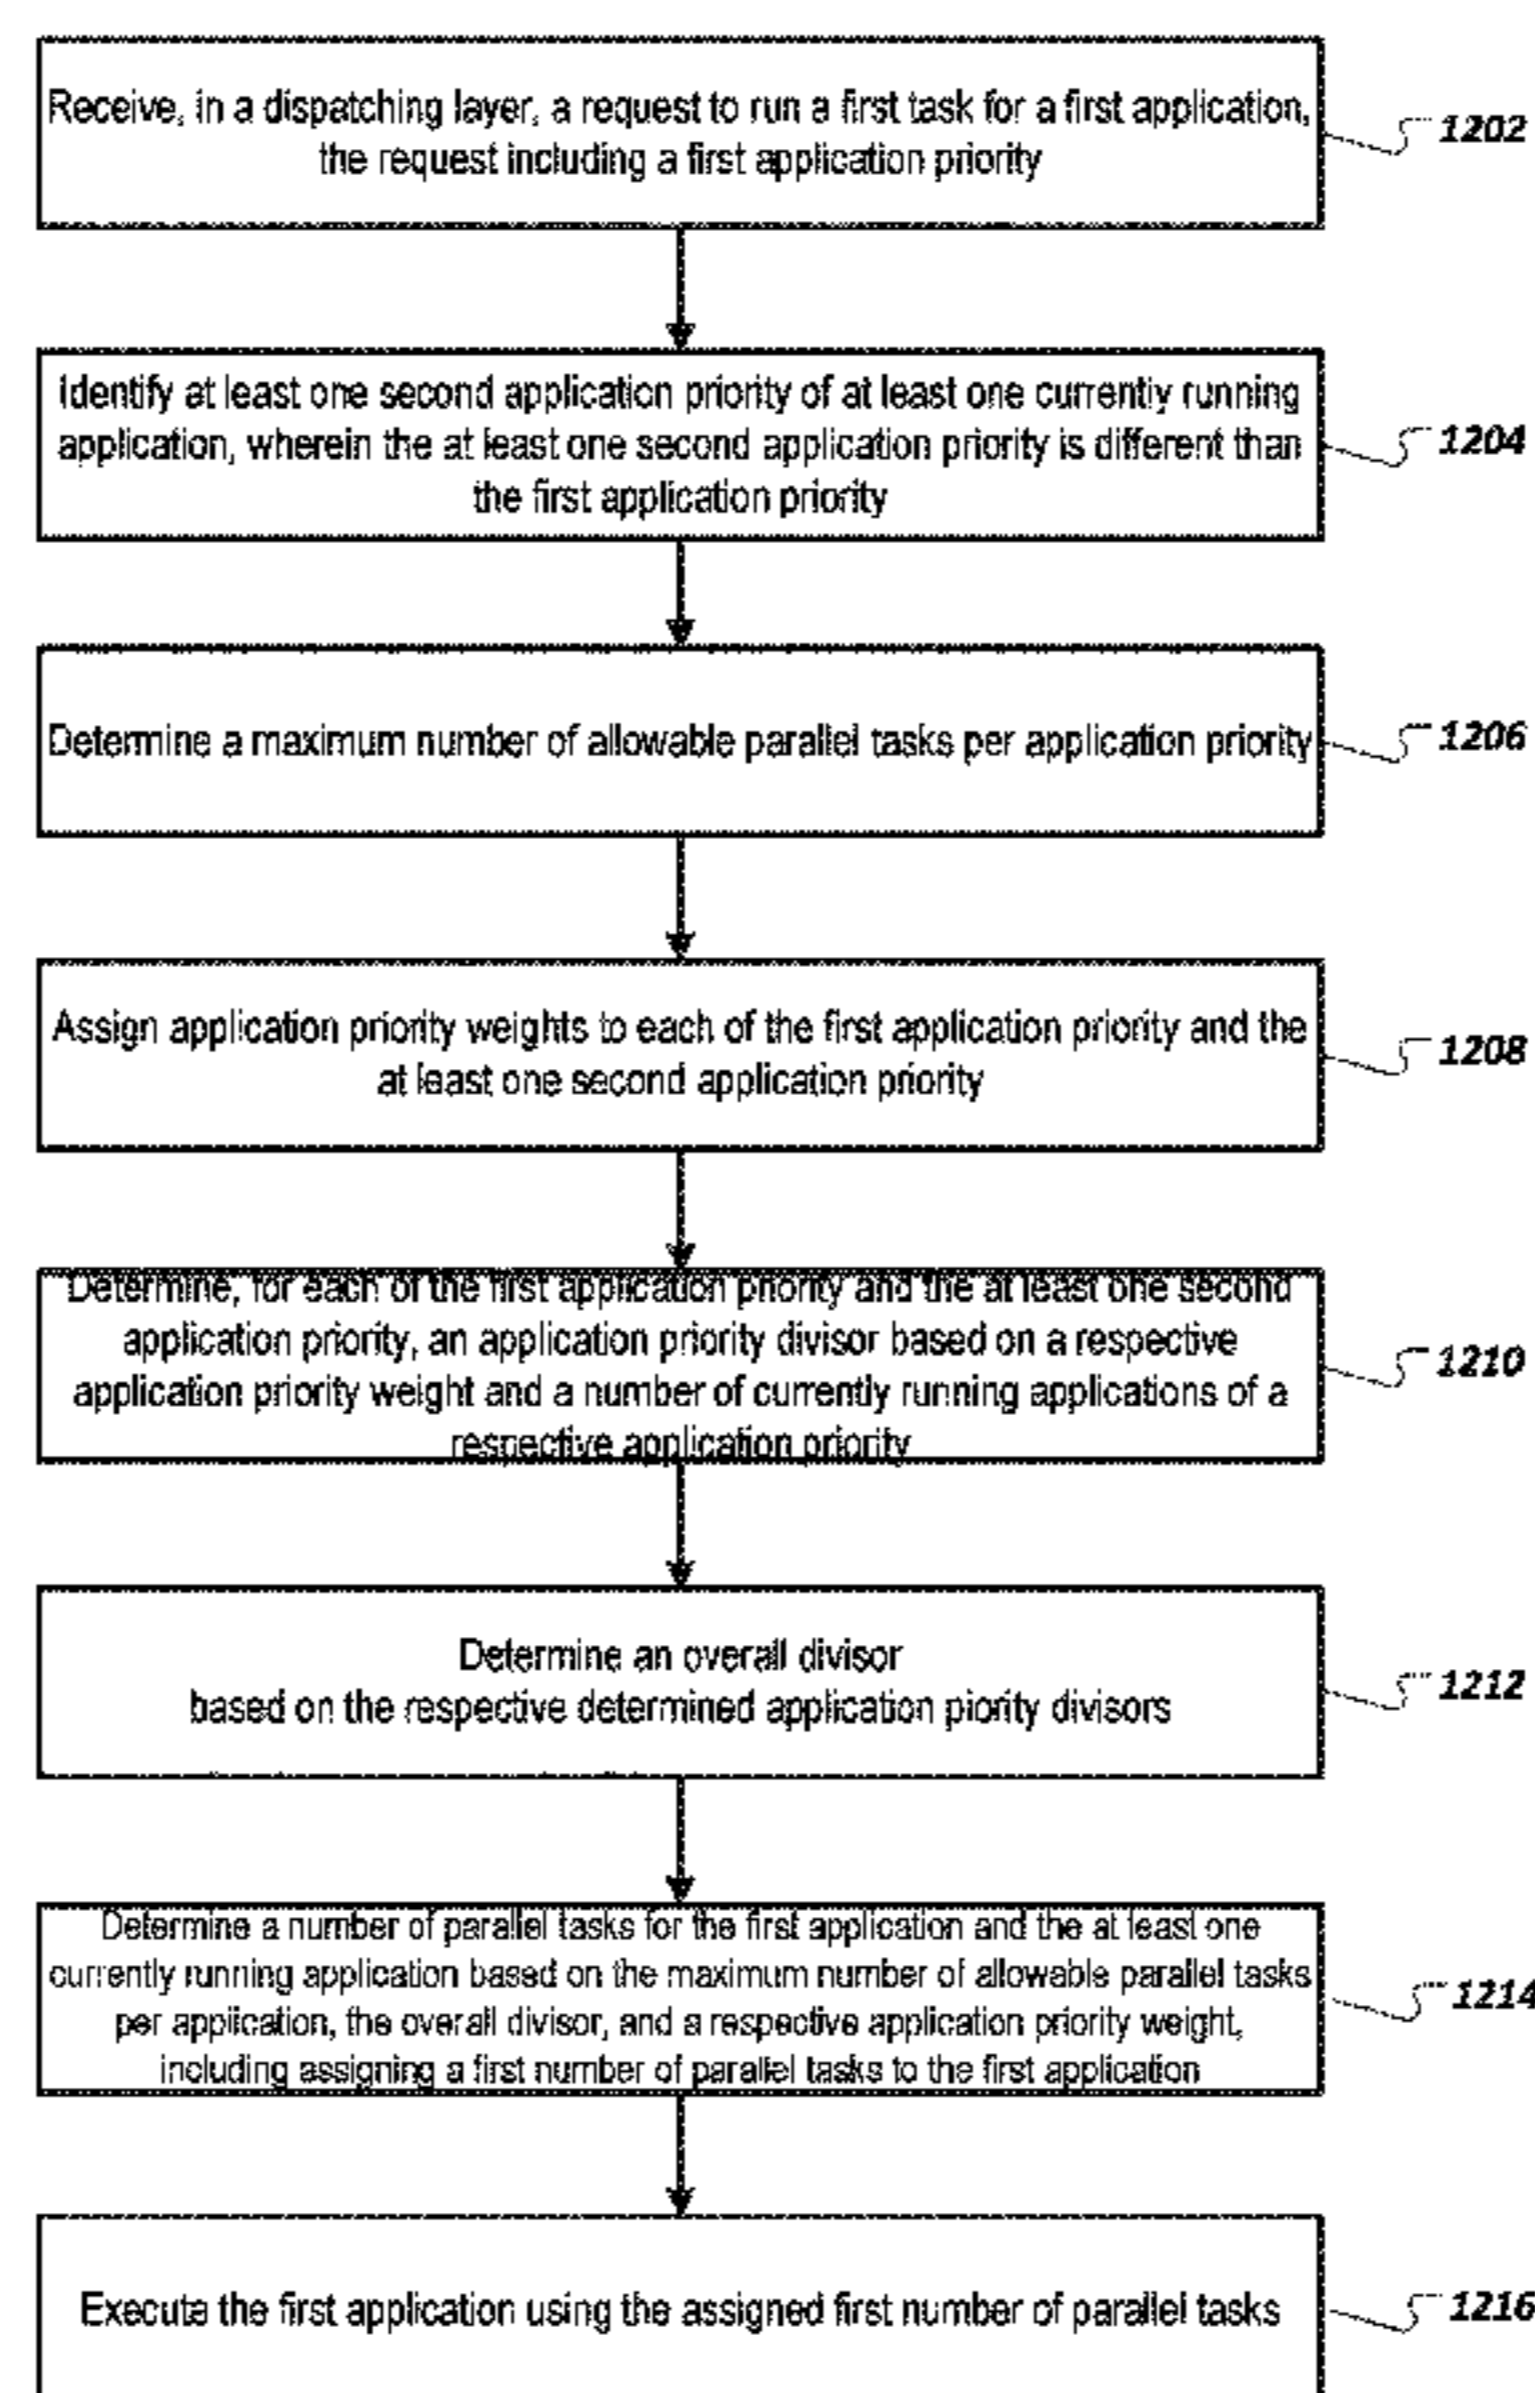 Receive, in a dispatching layer, a request to run a first task for a first application,
the request including a first application priority
1202
Identify at least one second application priority of at least one currently running
application, wherein the at least one second application priority is different than
the first application priority
1204
Determine a maximum number of allowable parallel tasks per application priority
1206
Assign application priority weights to each of the first application priority and the
at least one second application priority
1208
Determine, for each of the first application priority and the at least one second
application priority, an application priority divisor based on a respective
application priority weight and a number of currently running applications of a
respective application priority
1210
Determine an overall divisor
based on the respective determined application piority divisors
1212
Determine a number of parallel tasks for the first application and the at least one
currently running application based on the maximum number of allowable parallel tasks
per application, the overall divisor, and a respective application priority weight,
including assigning a first number of parallel tasks to the first application
1214
Execute the first application using the assigned first number of parallel tasks
1216